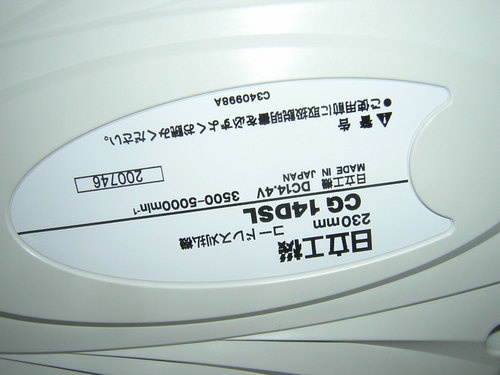 日立工機
コードレス刈払機
230mm
CG 14DSL
日立工機 DC14.4V 3500-5000min⁻¹
MADE IN JAPAN
200746
⚠ 警 告
●ご使用前に取扱説明書を必ずよくお読みください。
C340998A